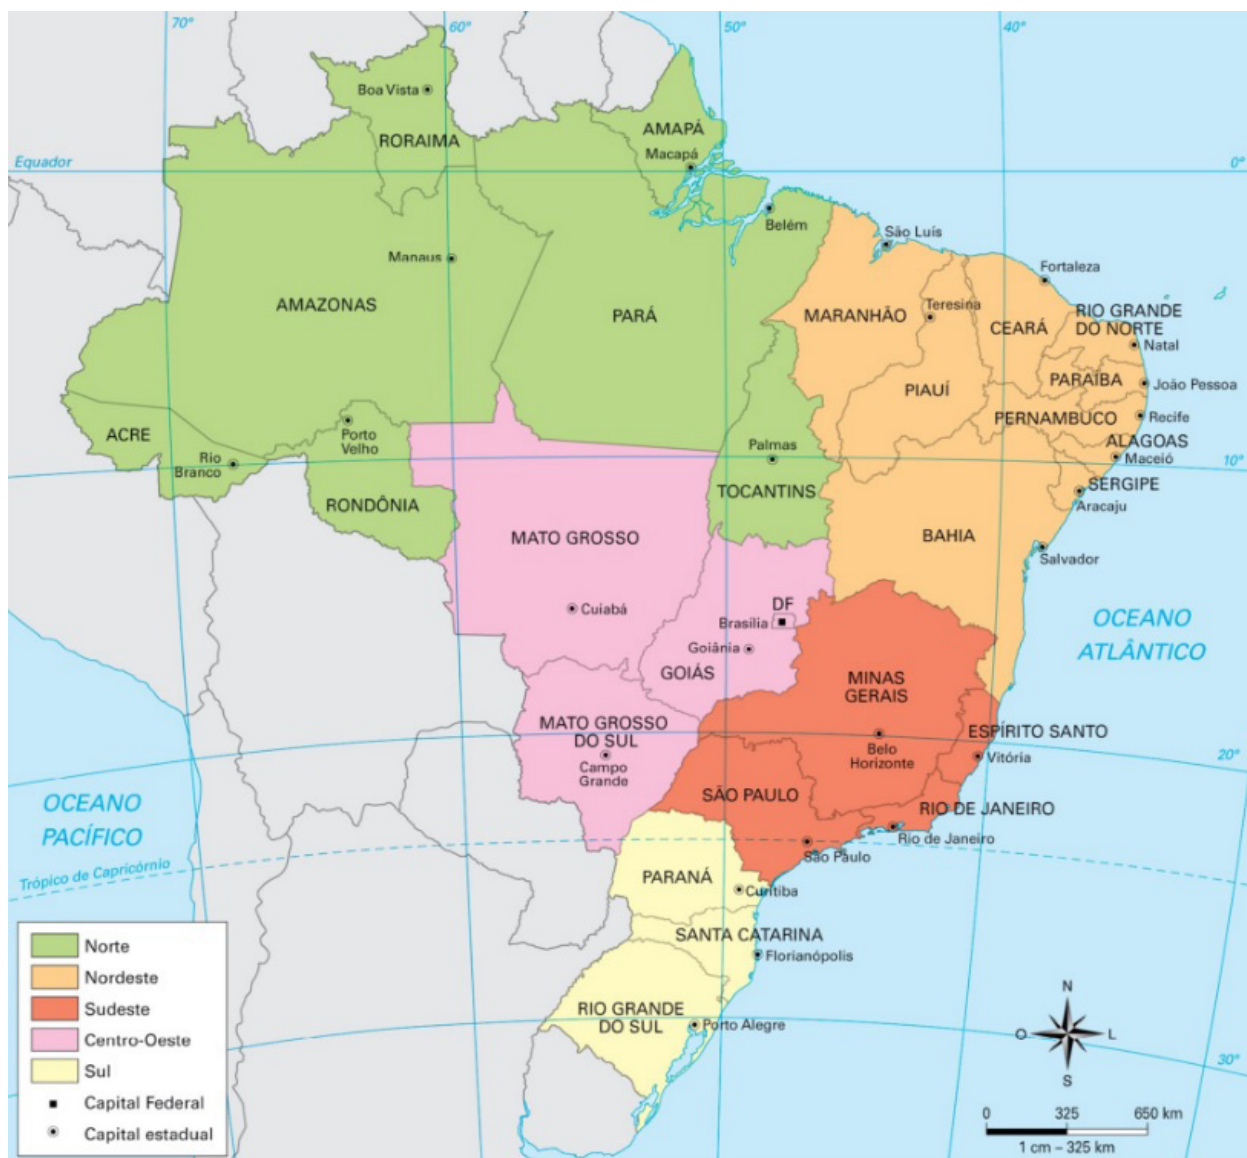 70°
60°
50°
40°
Boa Vista
RORAIMA
AMAPÁ
Macapá
Equador
0°
Belém
São Luís
Manaus
Fortaleza
AMAZONAS
PARÁ
MARANHÃO
Teresina
CEARÁ
RIO GRANDE
DO NORTE
Natal
PIAUÍ
PARAÍBA
João Pessoa
PERNAMBUCO
Recife
ACRE
Rio
Branco
Porto
Velho
Palmas
ALAGOAS
Maceió
10°
RONDÔNIA
TOCANTINS
SERGIPE
Aracaju
MATO GROSSO
BAHIA
Salvador
Cuiabá
DF
Brasília
Goiânia
GOIÁS
OCEANO
ATLÂNTICO
MINAS
GERAIS
MATO GROSSO
DO SUL
Campo
Grande
Belo
Horizonte
ESPÍRITO SANTO
Vitória
20°
OCEANO
PACÍFICO
SÃO PAULO
RIO DE JANEIRO
Rio de Janeiro
São Paulo
Trópico de Capricórnio
PARANÁ
Curitiba
SANTA CATARINA
Florianópolis
RIO GRANDE
DO SUL
Porto Alegre
30°
Norte
Nordeste
Sudeste
Centro-Oeste
Sul
Capital Federal
Capital estadual
N
O
L
S
0 325 650 km
1 cm – 325 km